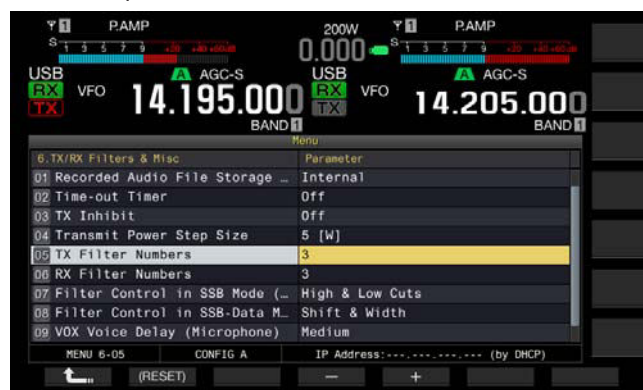 1 P.AMP 200W 1 P.AMP
S 1 3 5 7 9 +20 +40 +60dB 0.000 S 1 3 5 7 9 +20 +40 +60dB
USB A AGC-S USB A AGC-S
RX VFO 14.195.000 RX VFO 14.205.000
TX TX
BAND 1 BAND 1
Menu
6.TX/RX Filters & Misc Parameter
01 Recorded Audio File Storage … Internal
02 Time-out Timer Off
03 TX Inhibit Off
04 Transmit Power Step Size 5 [W]
05 TX Filter Numbers 3
06 RX Filter Numbers 3
07 Filter Control in SSB Mode (… High & Low Cuts
08 Filter Control in SSB-Data M… Shift & Width
09 VOX Voice Delay (Microphone) Medium
MENU 6-05 CONFIG A IP Address:---.---.---.--- (by DHCP)
(RESET) − +